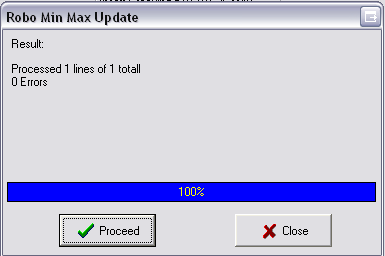 Robo Min Max Update
Result:
Processed 1 lines of 1 totall
0 Errors
100%
Proceed
Close